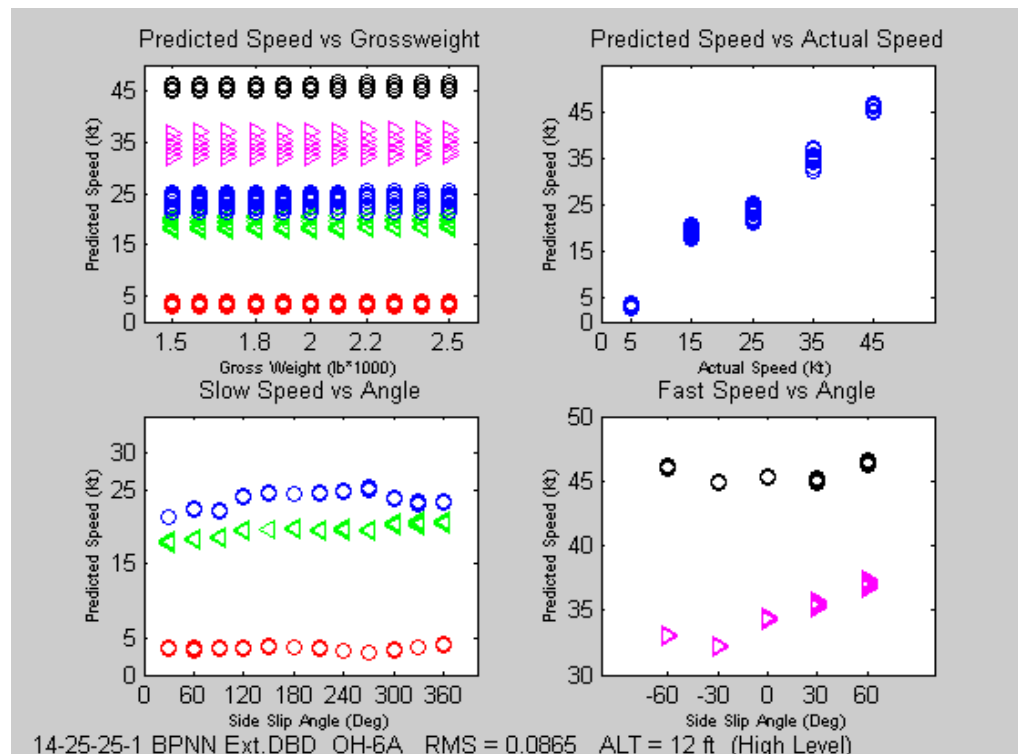 Predicted Speed vs Grossweight
Predicted Speed (Kt)
45
35
25
15
5
0
1.5 1.8 2 2.2 2.5
Gross Weight (lb*1000)
Predicted Speed vs Actual Speed
Predicted Speed (Kt)
45
35
25
15
5
0
0 5 15 25 35 45
Actual Speed (Kt)
Slow Speed vs Angle
Predicted Speed (Kt)
30
25
15
5
0
0 60 120 180 240 300 360
Side Slip Angle (Deg)
Fast Speed vs Angle
Predicted Speed (Kt)
50
45
40
35
30
-60 -30 0 30 60
Side Slip Angle (Deg)
14-25-25-1 BPNN Ext.DBD OH-6A RMS = 0.0865 ALT = 12 ft (High Level)